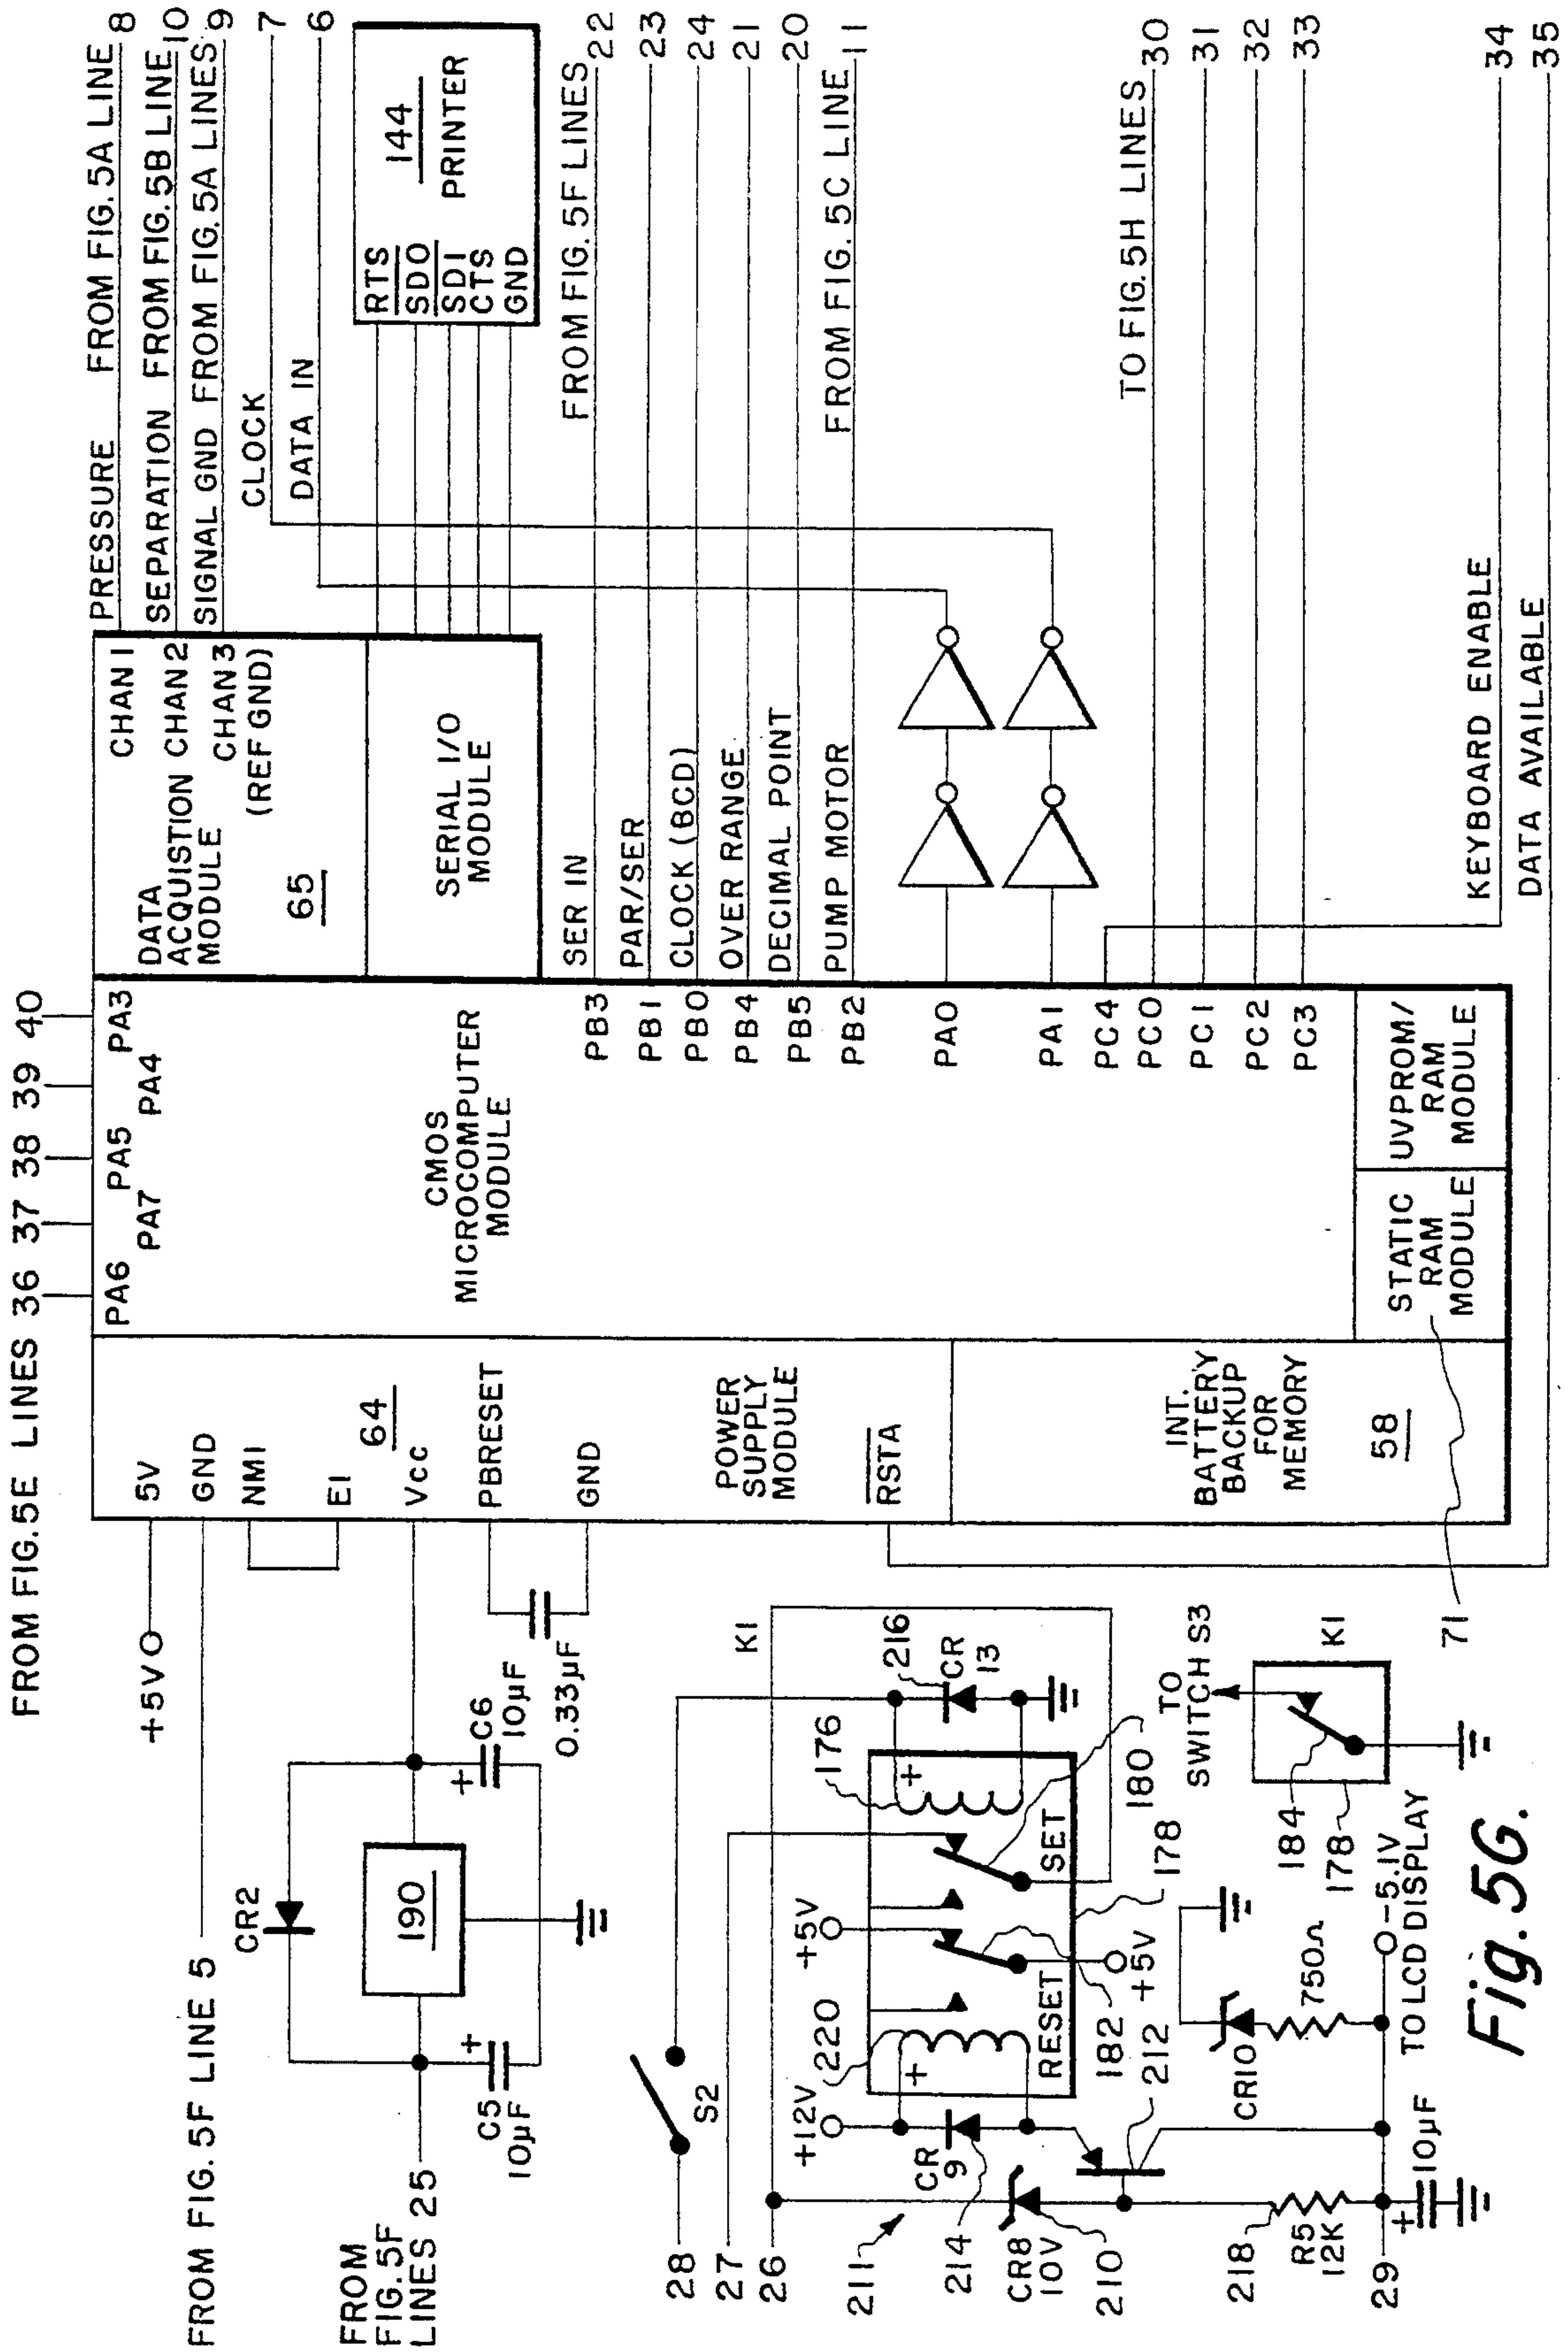 FROM FIG.5E LINES 36 37 38 39 40
PRESSURE FROM FIG.5A LINE 8
SEPARATION FROM FIG.5B LINE 10
SIGNAL GND FROM FIG.5A LINES 9
CLOCK 7
DATA IN 6
PA6 PA7 PA5 PA4 PA3
DATA
ACQUISTION
MODULE
65
CHAN 1
CHAN 2
CHAN 3
(REF GND)
SERIAL I/O
MODULE
RTS
SDO
SDI
CTS
GND
144
PRINTER
FROM FIG.5F LINES
PB3 SER IN 22
PB1 PAR/SER 23
PB0 CLOCK (BCD) 24
PB4 OVER RANGE 21
PB5 DECIMAL POINT 20
PB2 PUMP MOTOR FROM FIG.5C LINE 11
PA0
PA1
PC4
TO FIG.5H LINES
PC0 30
PC1 31
PC2 32
PC3 33
KEYBOARD ENABLE 34
DATA AVAILABLE 35
CMOS
MICROCOMPUTER
MODULE
STATIC
RAM
MODULE
UVPROM/
RAM
MODULE
+5V 5V
FROM FIG.5F LINE 5 GND
NMI
EI
64
Vcc
PBRESET
GND
POWER
SUPPLY
MODULE
RSTA
INT.
BATTERY
BACKUP
FOR
MEMORY
58
CR2
190
FROM
FIG.5F
LINES 25
C5
10µF
+
C6
10µF
+
0.33µF
28
27
26
S2
K1
211
214
CR8
10V
210
218
R5
12K
29
+12V
CR
9
220
+5V
176
216
CR
13
+
+
RESET
SET
182
212
+5V
178
180
CR10
750Ω
+
10µF
-5.1V
TO LCD DISPLAY
TO
SWITCH S3
184
178
K1
71
Fig.5G.